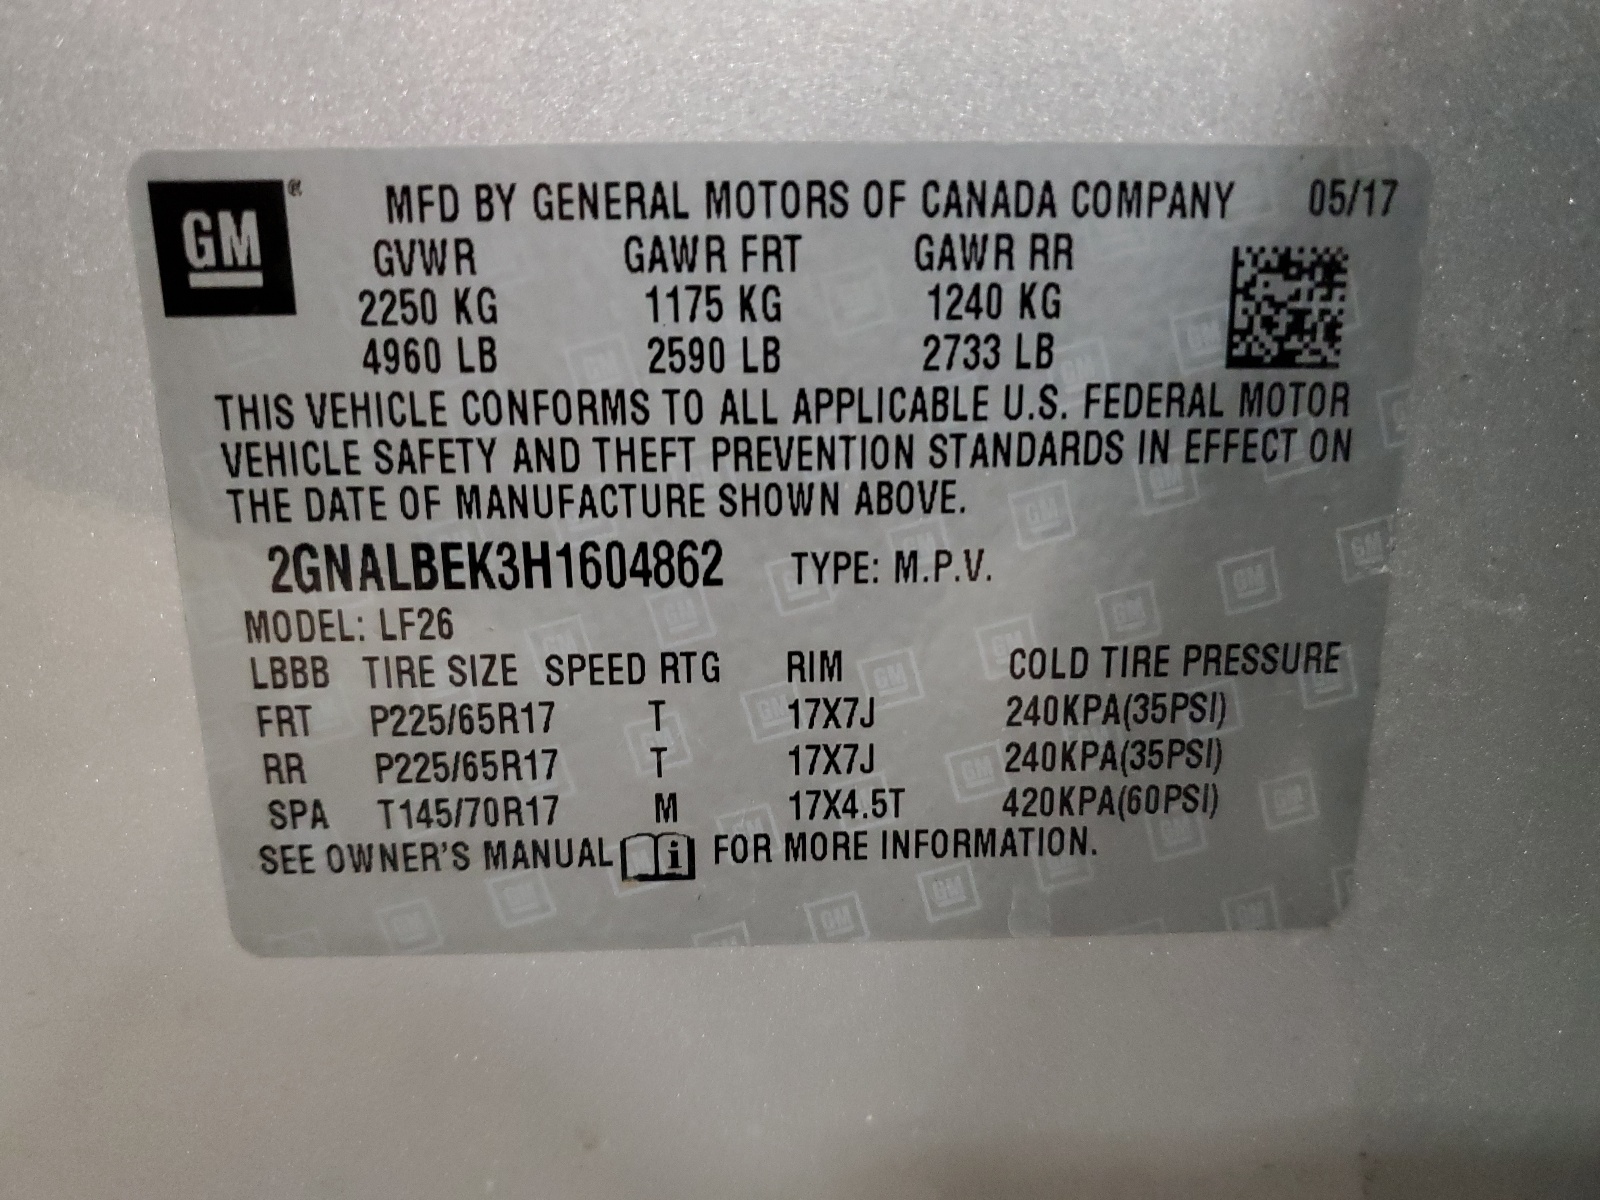 GM®
MFD BY GENERAL MOTORS OF CANADA COMPANY 05/17
GVWR GAWR FRT GAWR RR
2250 KG 1175 KG 1240 KG
4960 LB 2590 LB 2733 LB
THIS VEHICLE CONFORMS TO ALL APPLICABLE U.S. FEDERAL MOTOR
VEHICLE SAFETY AND THEFT PREVENTION STANDARDS IN EFFECT ON
THE DATE OF MANUFACTURE SHOWN ABOVE.
2GNALBEK3H1604862 TYPE: M.P.V.
MODEL: LF26
LBBB TIRE SIZE SPEED RTG RIM COLD TIRE PRESSURE
FRT P225/65R17 T 17X7J 240KPA(35PSI)
RR P225/65R17 T 17X7J 240KPA(35PSI)
SPA T145/70R17 M 17X4.5T 420KPA(60PSI)
SEE OWNER'S MANUAL i FOR MORE INFORMATION.